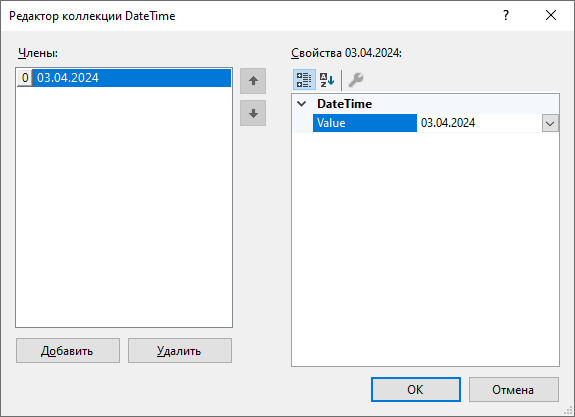 Редактор коллекции DateTime
?
Члены:
Свойства 03.04.2024:
0 03.04.2024
A
Z
DateTime
Value 03.04.2024
Добавить Удалить
OK Отмена